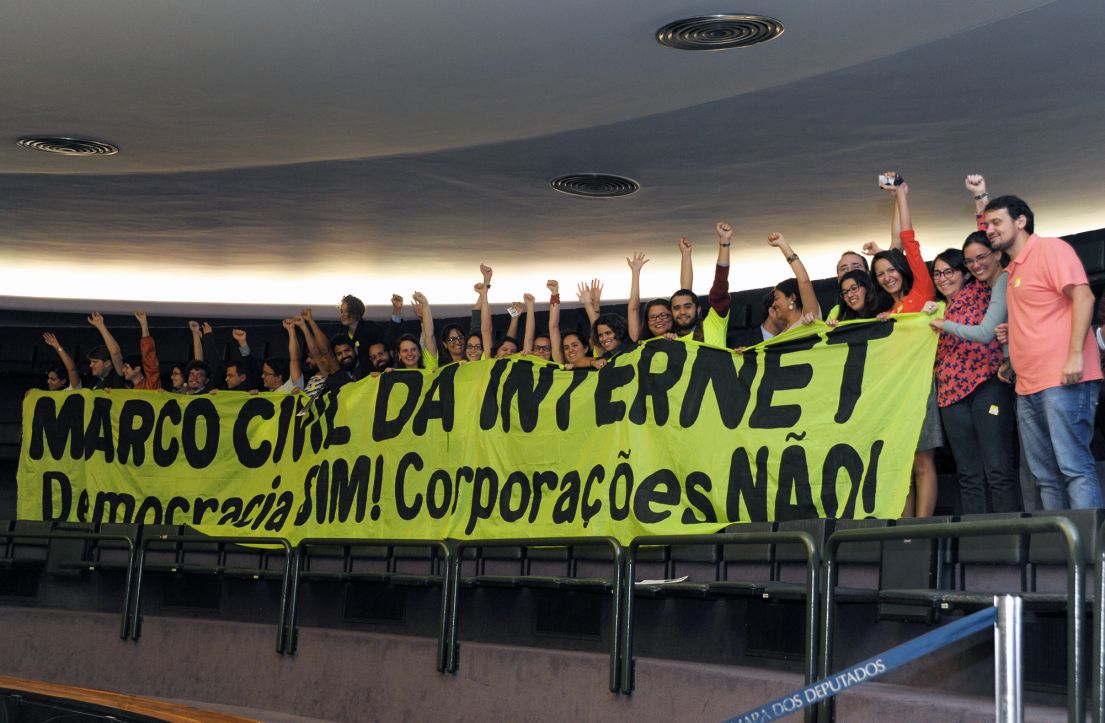 MARCO CIVIL DA INTERNET
Democracia SIM! Corporações NÃO!
MARA DOS DEPUTADOS